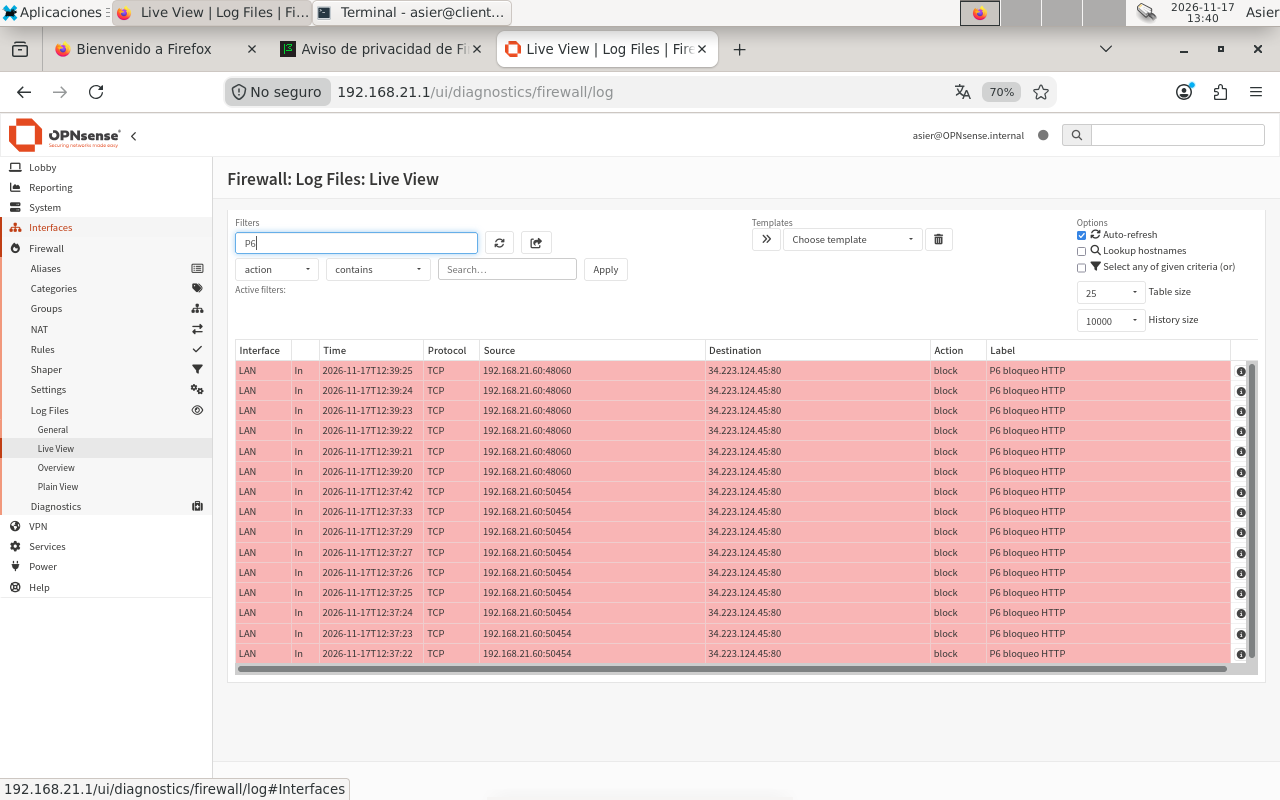 Aplicaciones
Live View | Log Files | Fi...
Terminal - asier@client...
2026-11-17
13:40
Asier
Bienvenido a Firefox
Aviso de privacidad de Fi
Live View | Log Files | Fire
No seguro
192.168.21.1/ui/diagnostics/firewall/log
70%
OPNsense
Securing networks made easy
asier@OPNsense.internal
Lobby
Reporting
System
Interfaces
Firewall
Aliases
Categories
Groups
NAT
Rules
Shaper
Settings
Log Files
General
Live View
Overview
Plain View
Diagnostics
VPN
Services
Power
Help
Firewall: Log Files: Live View
Filters
P6
action contains Search... Apply
Active filters:
Templates
Choose template
Options
Auto-refresh
Lookup hostnames
Select any of given criteria (or)
25 Table size
10000 History size
Interface Time Protocol Source Destination Action Label
LAN In 2026-11-17T12:39:25 TCP 192.168.21.60:48060 34.223.124.45:80 block P6 bloqueo HTTP
LAN In 2026-11-17T12:39:24 TCP 192.168.21.60:48060 34.223.124.45:80 block P6 bloqueo HTTP
LAN In 2026-11-17T12:39:23 TCP 192.168.21.60:48060 34.223.124.45:80 block P6 bloqueo HTTP
LAN In 2026-11-17T12:39:22 TCP 192.168.21.60:48060 34.223.124.45:80 block P6 bloqueo HTTP
LAN In 2026-11-17T12:39:21 TCP 192.168.21.60:48060 34.223.124.45:80 block P6 bloqueo HTTP
LAN In 2026-11-17T12:39:20 TCP 192.168.21.60:48060 34.223.124.45:80 block P6 bloqueo HTTP
LAN In 2026-11-17T12:37:42 TCP 192.168.21.60:50454 34.223.124.45:80 block P6 bloqueo HTTP
LAN In 2026-11-17T12:37:33 TCP 192.168.21.60:50454 34.223.124.45:80 block P6 bloqueo HTTP
LAN In 2026-11-17T12:37:29 TCP 192.168.21.60:50454 34.223.124.45:80 block P6 bloqueo HTTP
LAN In 2026-11-17T12:37:27 TCP 192.168.21.60:50454 34.223.124.45:80 block P6 bloqueo HTTP
LAN In 2026-11-17T12:37:26 TCP 192.168.21.60:50454 34.223.124.45:80 block P6 bloqueo HTTP
LAN In 2026-11-17T12:37:25 TCP 192.168.21.60:50454 34.223.124.45:80 block P6 bloqueo HTTP
LAN In 2026-11-17T12:37:24 TCP 192.168.21.60:50454 34.223.124.45:80 block P6 bloqueo HTTP
LAN In 2026-11-17T12:37:23 TCP 192.168.21.60:50454 34.223.124.45:80 block P6 bloqueo HTTP
LAN In 2026-11-17T12:37:22 TCP 192.168.21.60:50454 34.223.124.45:80 block P6 bloqueo HTTP
192.168.21.1/ui/diagnostics/firewall/log#Interfaces